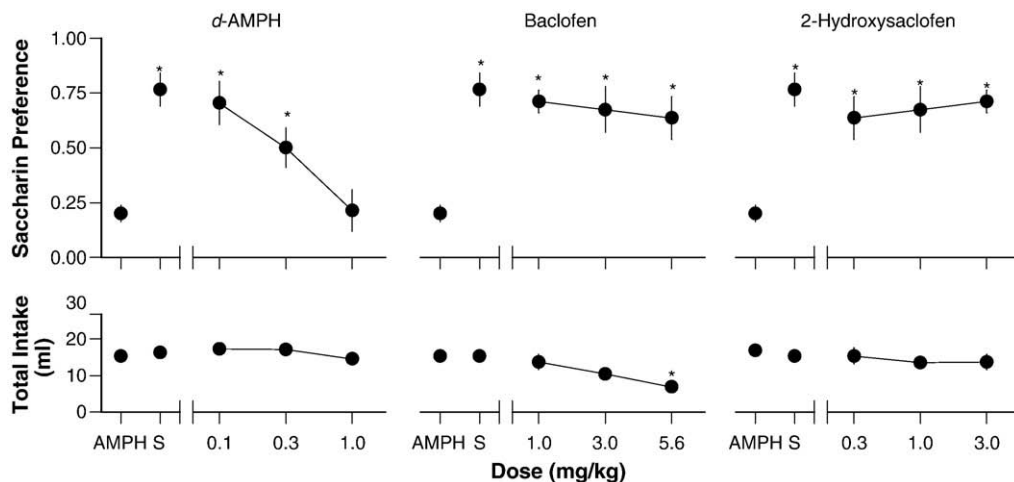 d-AMPH Baclofen 2-Hydroxysaclofen
Saccharin Preference
1.00
0.75
0.50
0.25
0.00
* * * * * * * * * * *
Total Intake
(ml)
30
20
10
0
*
AMPH S 0.1 0.3 1.0 AMPH S 1.0 3.0 5.6 AMPH S 0.3 1.0 3.0
Dose (mg/kg)